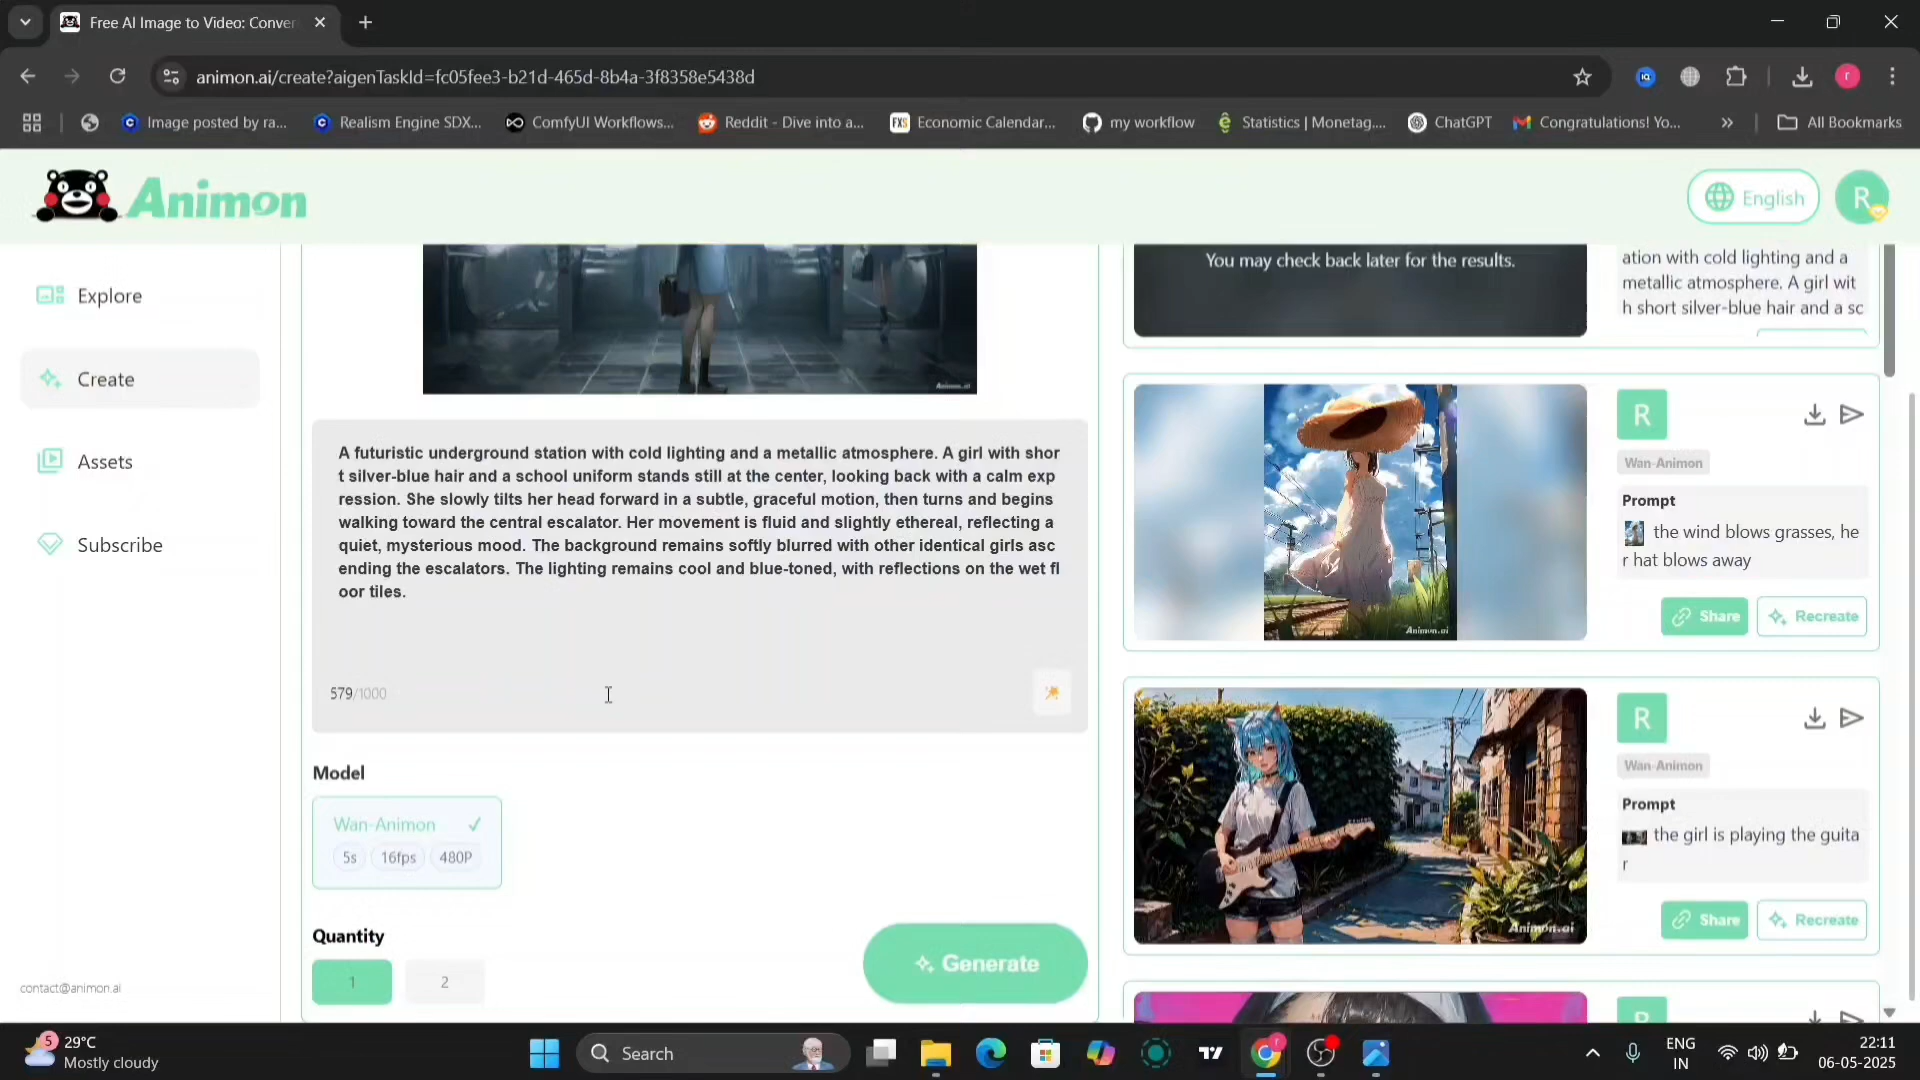 Free AI Image to Video: Conver
animon.ai/create?aigenTaskId=fc05fee3-b21d-465d-8b4a-3f8358e5438d
Image posted by ra...
Realism Engine SDX...
ComfyUI Workflows...
Reddit - Dive into a...
FXS
Economic Calendar...
my workflow
Statistics | Monetag....
ChatGPT
Congratulations! Yo...
All Bookmarks
Animon
English
R
Explore
Create
Assets
Subscribe
contact@animon.ai
Animon.ai
A futuristic underground station with cold lighting and a metallic atmosphere. A girl with shor
t silver-blue hair and a school uniform stands still at the center, looking back with a calm exp
ression. She slowly tilts her head forward in a subtle, graceful motion, then turns and begins
walking toward the central escalator. Her movement is fluid and slightly ethereal, reflecting a
quiet, mysterious mood. The background remains softly blurred with other identical girls asc
ending the escalators. The lighting remains cool and blue-toned, with reflections on the wet fl
oor tiles.
579/1000
Model
Wan-Animon
5s 16fps 480P
Quantity
1 2
Generate
You may check back later for the results.
ation with cold lighting and a
metallic atmosphere. A girl wit
h short silver-blue hair and a sc
Animon.ai
R
Wan-Animon
Prompt
the wind blows grasses, he
r hat blows away
Share Recreate
Animon.ai
R
Wan-Animon
Prompt
the girl is playing the guita
r
Share Recreate
R
5
29°C
Mostly cloudy
Search
ENG
IN
22:11
06-05-2025